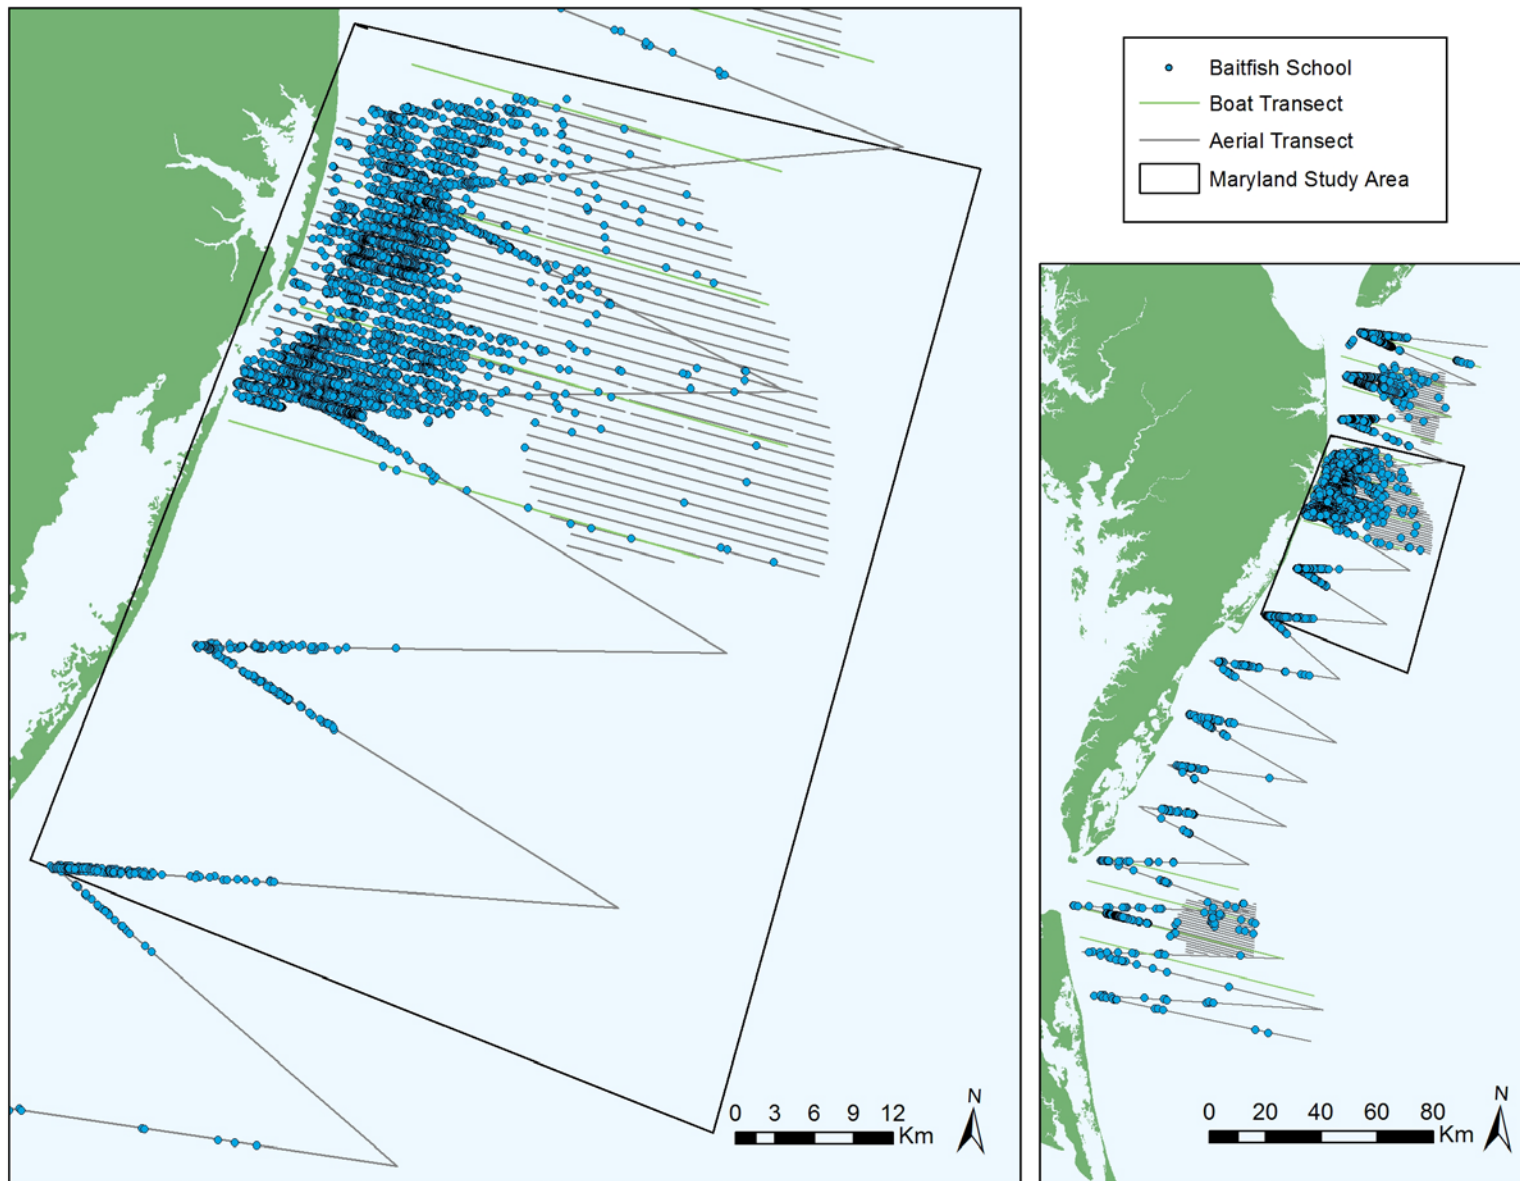 Baitfish School
Boat Transect
Aerial Transect
Maryland Study Area
N
0 3 6 9 12
Km
N
0 20 40 60 80
Km